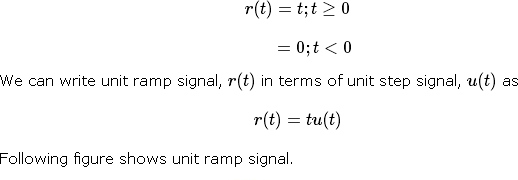 r(t) = t; t ≥ 0
= 0; t < 0
We can write unit ramp signal, r(t) in terms of unit step signal, u(t) as
r(t) = tu(t)
Following figure shows unit ramp signal.